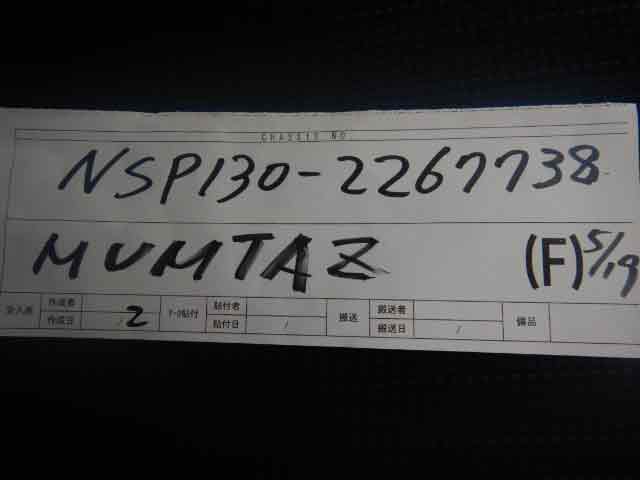 CHASSIS NO
NSP130-2267738
MUMTAZ (F) 5/19
作成者 貼付者 搬送者
作成日 /2 貼付 貼付日 / 搬送 搬送日 / 備品